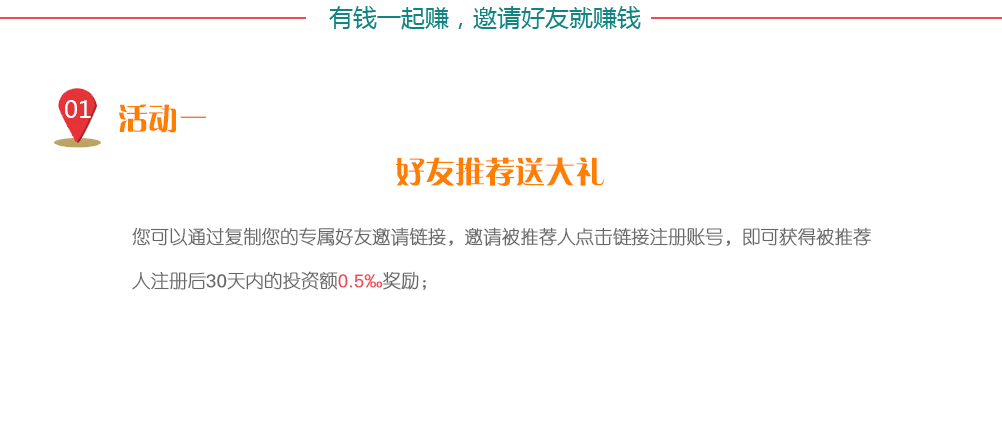 有钱一起赚，邀请好友就赚钱
01
活动一
好友推荐送大礼
您可以通过复制您的专属好友邀请链接，邀请被推荐人点击链接注册账号，即可获得被推荐
人注册后30天内的投资额0.5‰奖励；